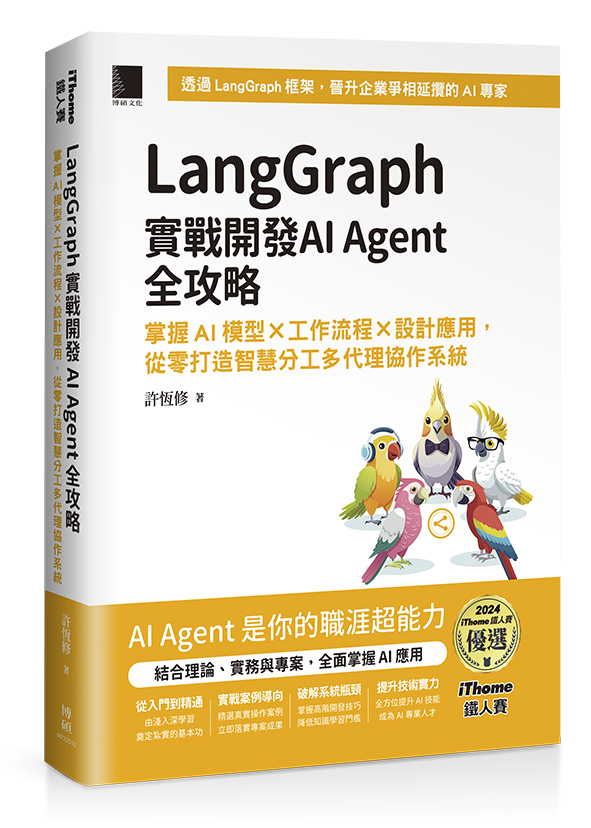 iThome
鐵人賽
LangGraph 實戰開發 AI Agent 全攻略
掌握 AI 模型×工作流程×設計應用，從零打造智慧分工多代理協作系統
許恆修 著
博碩
博碩文化
透過 LangGraph 框架，晉升企業爭相延攬的 AI 專家
LangGraph
實戰開發AI Agent
全攻略
掌握 AI 模型×工作流程×設計應用，
從零打造智慧分工多代理協作系統
許恆修 著
AI Agent 是你的職涯超能力
結合理論、實務與專案，全面掌握 AI 應用
從入門到精通
由淺入深學習
奠定紮實的基本功
實戰案例導向
精選真實操作案例
立即落實專案成果
破解系統瓶頸
掌握高階開發技巧
降低知識學習門檻
提升技術實力
全方位提升 AI 技能
成為 AI 專業人才
2024
iThome 鐵人賽
優選
iThome
鐵人賽